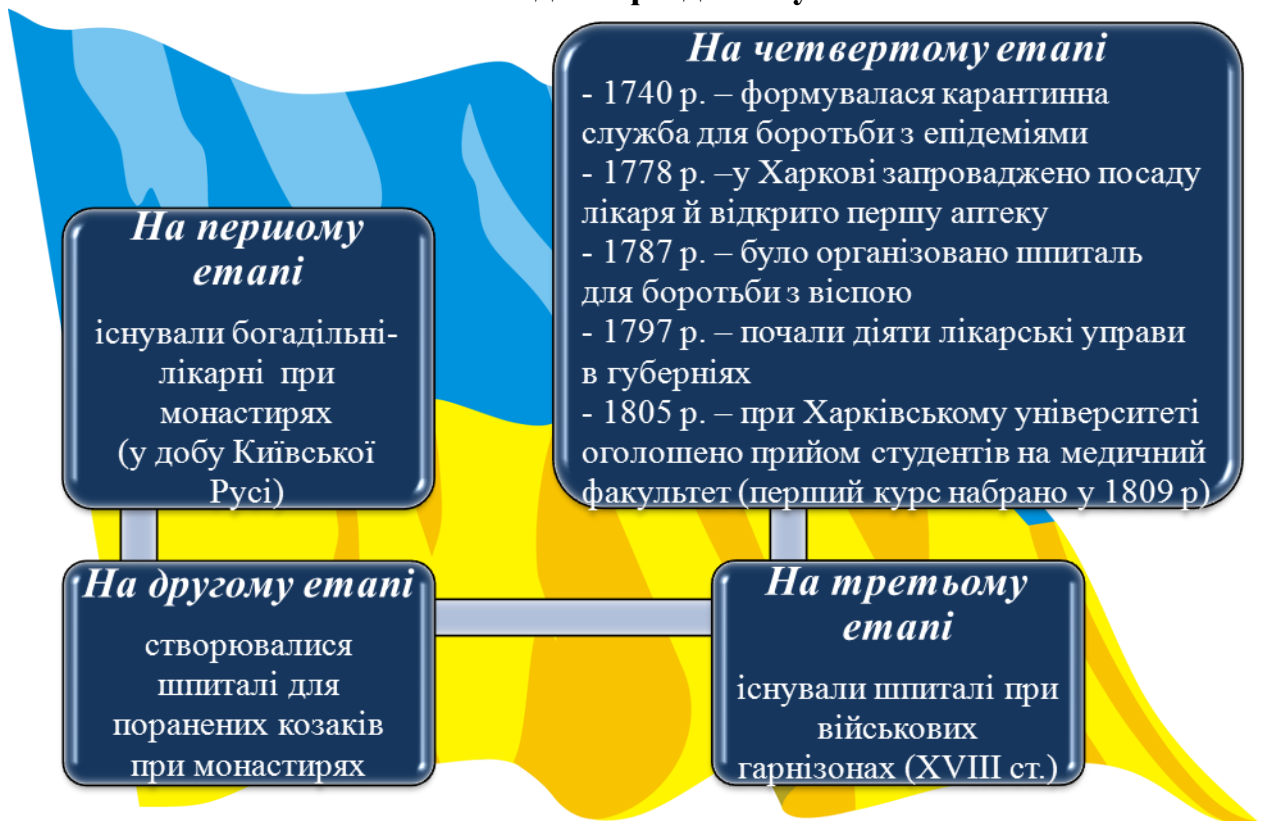 На першому
етапі
існували богадільні-
лікарні при
монастирях
(у добу Київської
Русі)
На другому етапі
створювалися
шпиталі для
поранених козаків
при монастирях
На третьому
етапі
існували шпиталі при
військових
гарнізонах (XVIII ст.)
На четвертому етапі
- 1740 р. – формувалася карантинна
служба для боротьби з епідеміями
- 1778 р. –у Харкові запроваджено посаду
лікаря й відкрито першу аптеку
- 1787 р. – було організовано шпиталь
для боротьби з віспою
- 1797 р. – почали діяти лікарські управи
в губерніях
- 1805 р. – при Харківському університеті
оголошено прийом студентів на медичний
факультет (перший курс набрано у 1809 р)